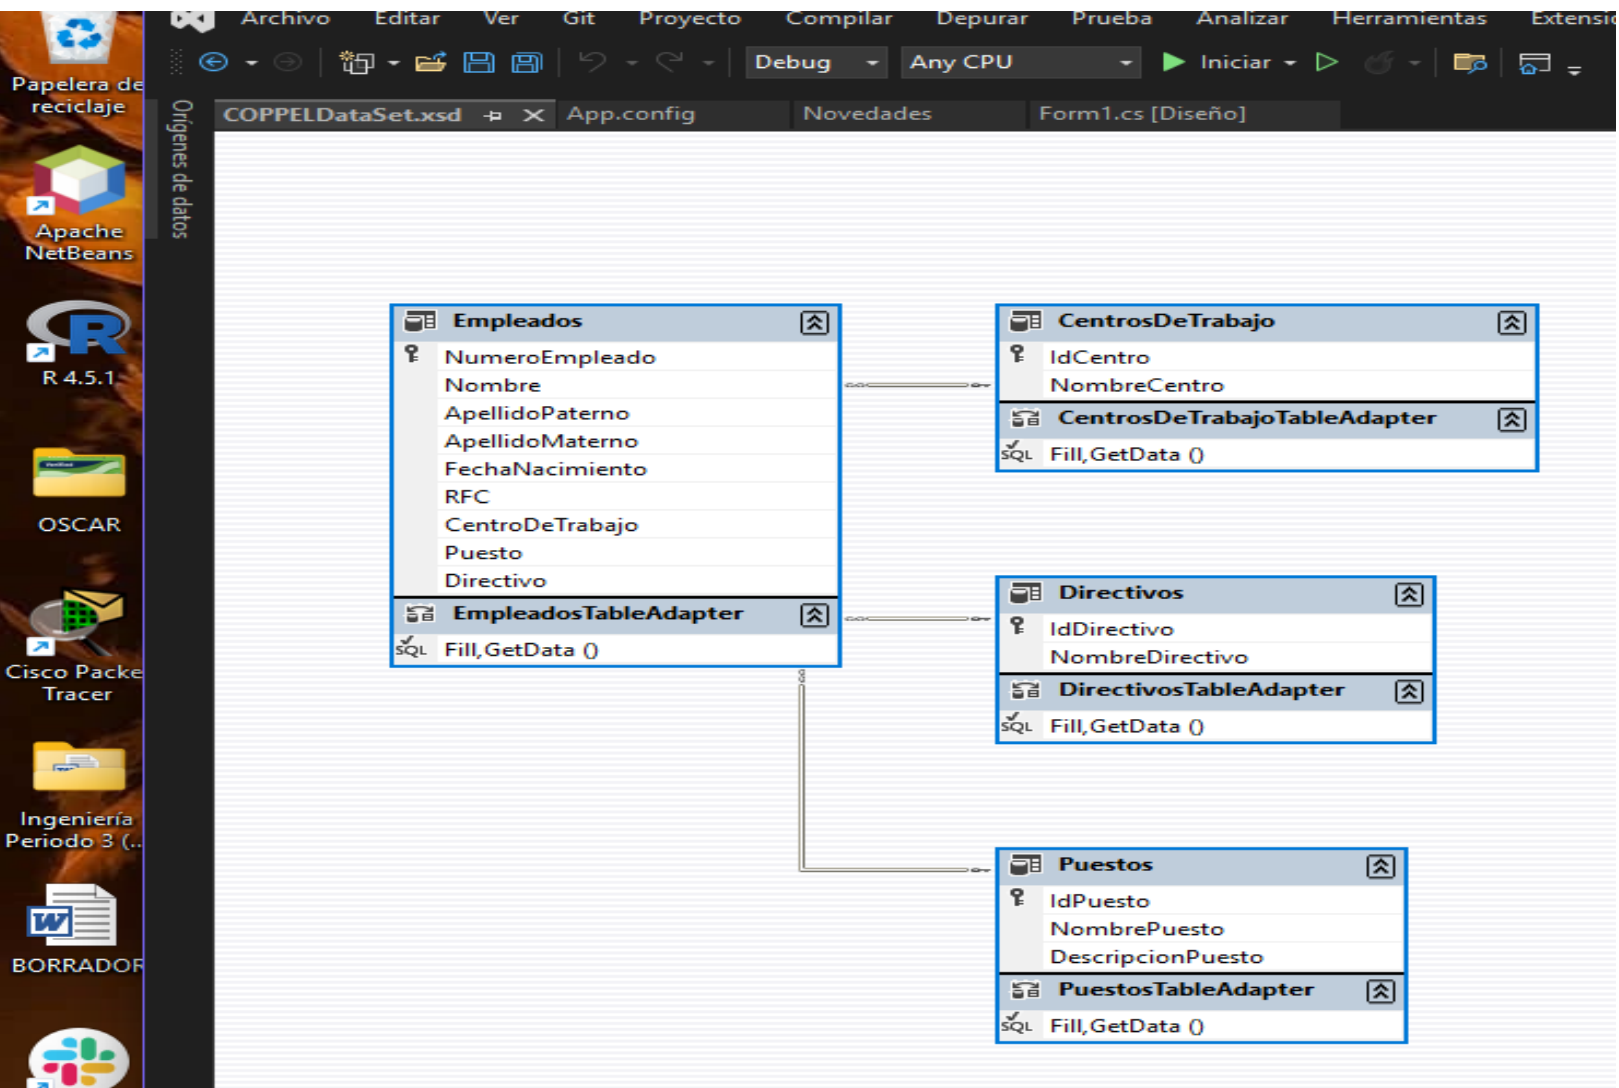 Archivo Editar Ver Git Proyecto Compilar Depurar Prueba Analizar Herramientas
Debug Any CPU Iniciar
COPPELDataSet.xsd App.config Novedades Form1.cs [Diseño]
Orígenes de datos
Papelera de
reciclaje
Apache
NetBeans
R 4.5.1
OSCAR
Cisco Packe
Tracer
Ingeniería
Periodo 3 (..
BORRADOR
Empleados
NumeroEmpleado
Nombre
ApellidoPaterno
ApellidoMaterno
FechaNacimiento
RFC
CentroDeTrabajo
Puesto
Directivo
EmpleadosTableAdapter
SQL Fill,GetData ()
CentrosDeTrabajo
IdCentro
NombreCentro
CentrosDeTrabajoTableAdapter
SQL Fill,GetData ()
Directivos
IdDirectivo
NombreDirectivo
DirectivosTableAdapter
SQL Fill,GetData ()
Puestos
IdPuesto
NombrePuesto
DescripcionPuesto
PuestosTableAdapter
SQL Fill,GetData ()